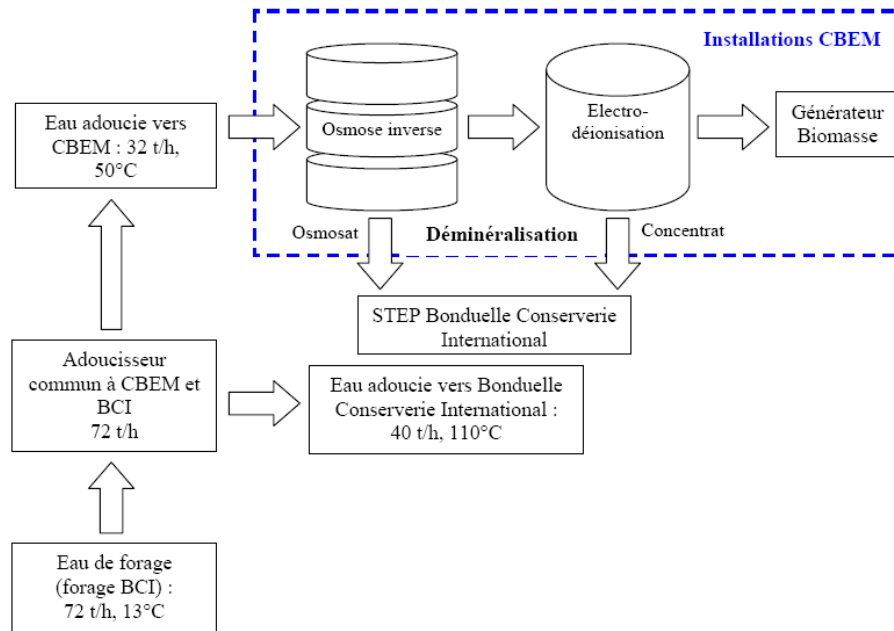 Installations CBEM
Eau adoucie vers
CBEM : 32 t/h,
50°C
Osmose inverse
Electro-
déionisation
Générateur
Biomasse
Osmosat
Déminéralisation
Concentrat
STEP Bonduelle Conserverie
International
Adoucisseur
commun à CBEM et
BCI
72 t/h
Eau adoucie vers Bonduelle
Conserverie International :
40 t/h, 110°C
Eau de forage
(forage BCI) :
72 t/h, 13°C